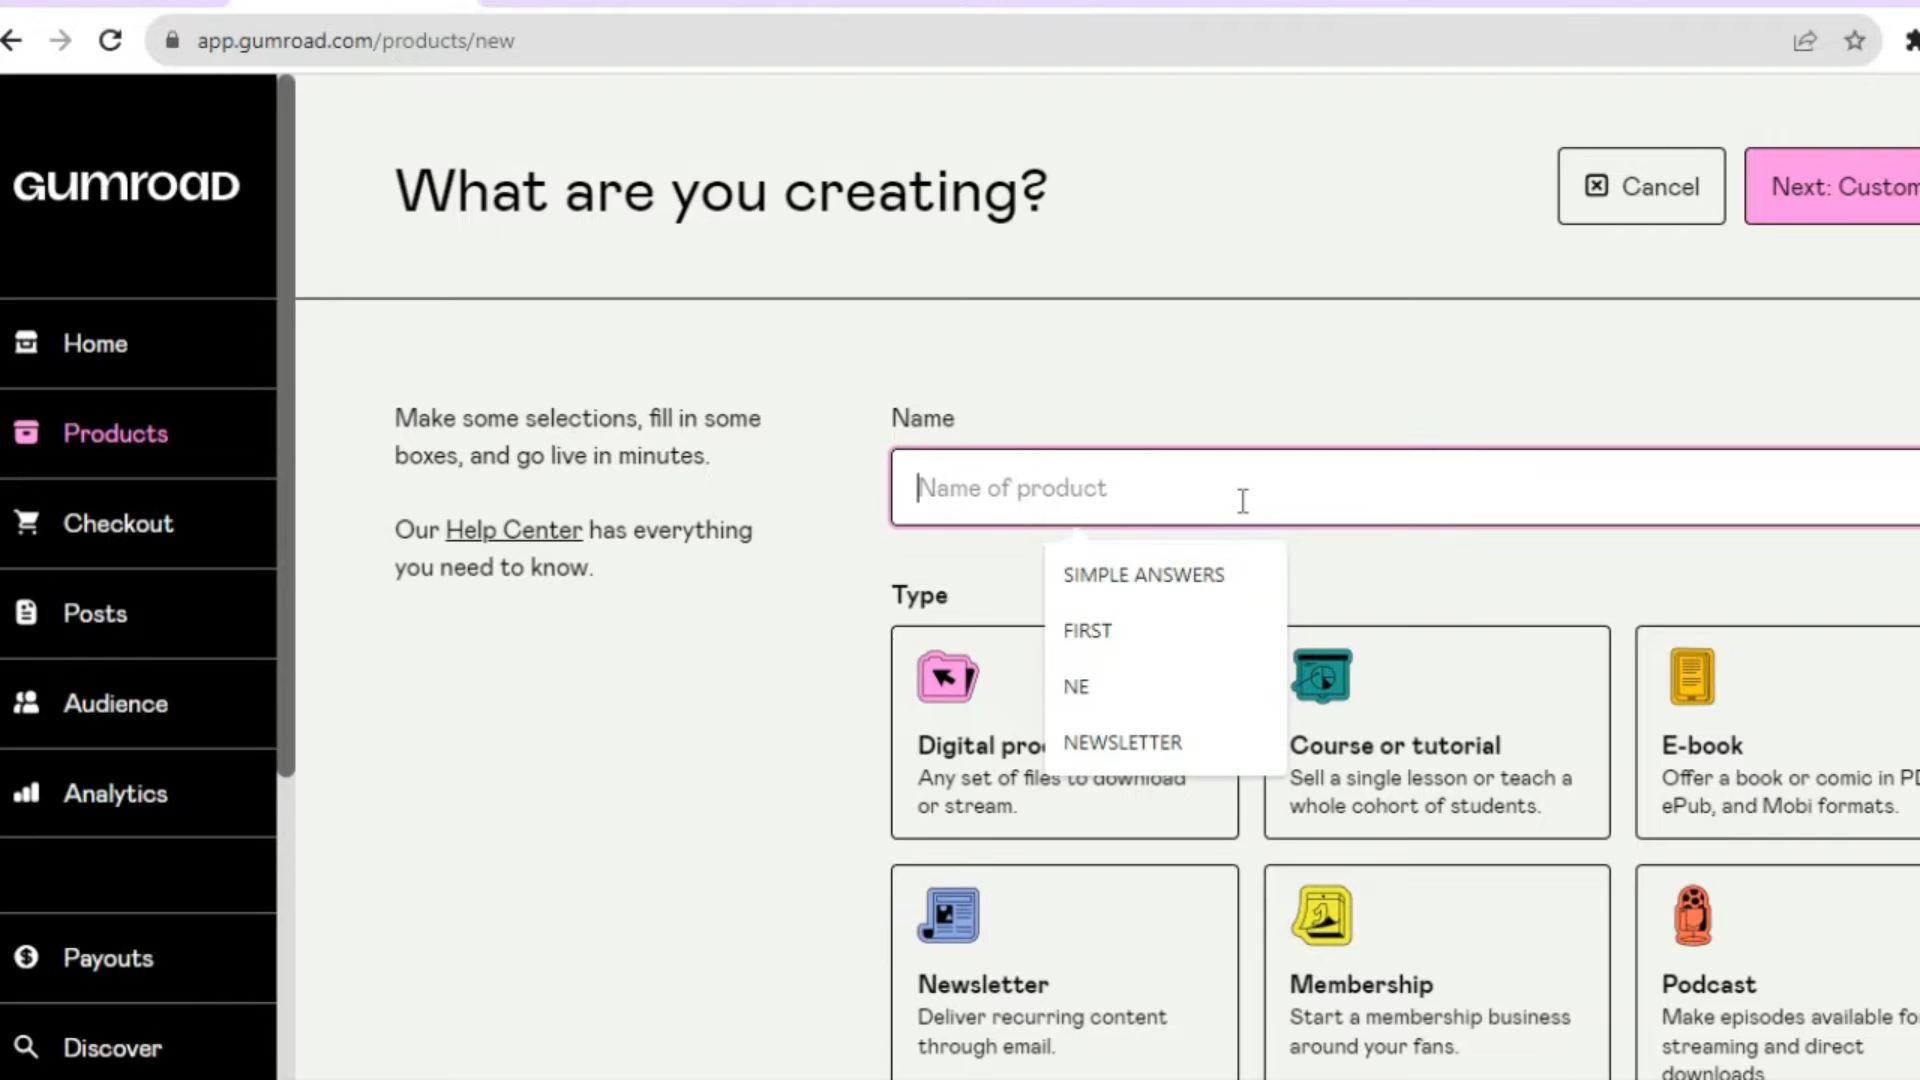 app.gumroad.com/products/new
GUMROAD
What are you creating?
Cancel
Next: Custom
Home
Products
Checkout
Posts
Audience
Analytics
Payouts
Discover
Make some selections, fill in some
boxes, and go live in minutes.
Our Help Center has everything
you need to know.
Name
Name of product
SIMPLE ANSWERS
FIRST
NE
NEWSLETTER
Type
Digital pro
Any set of files to download
or stream.
Course or tutorial
Sell a single lesson or teach a
whole cohort of students.
E-book
Offer a book or comic in PD
ePub, and Mobi formats.
Newsletter
Deliver recurring content
through email.
Membership
Start a membership business
around your fans.
Podcast
Make episodes available fo
streaming and direct
downloads